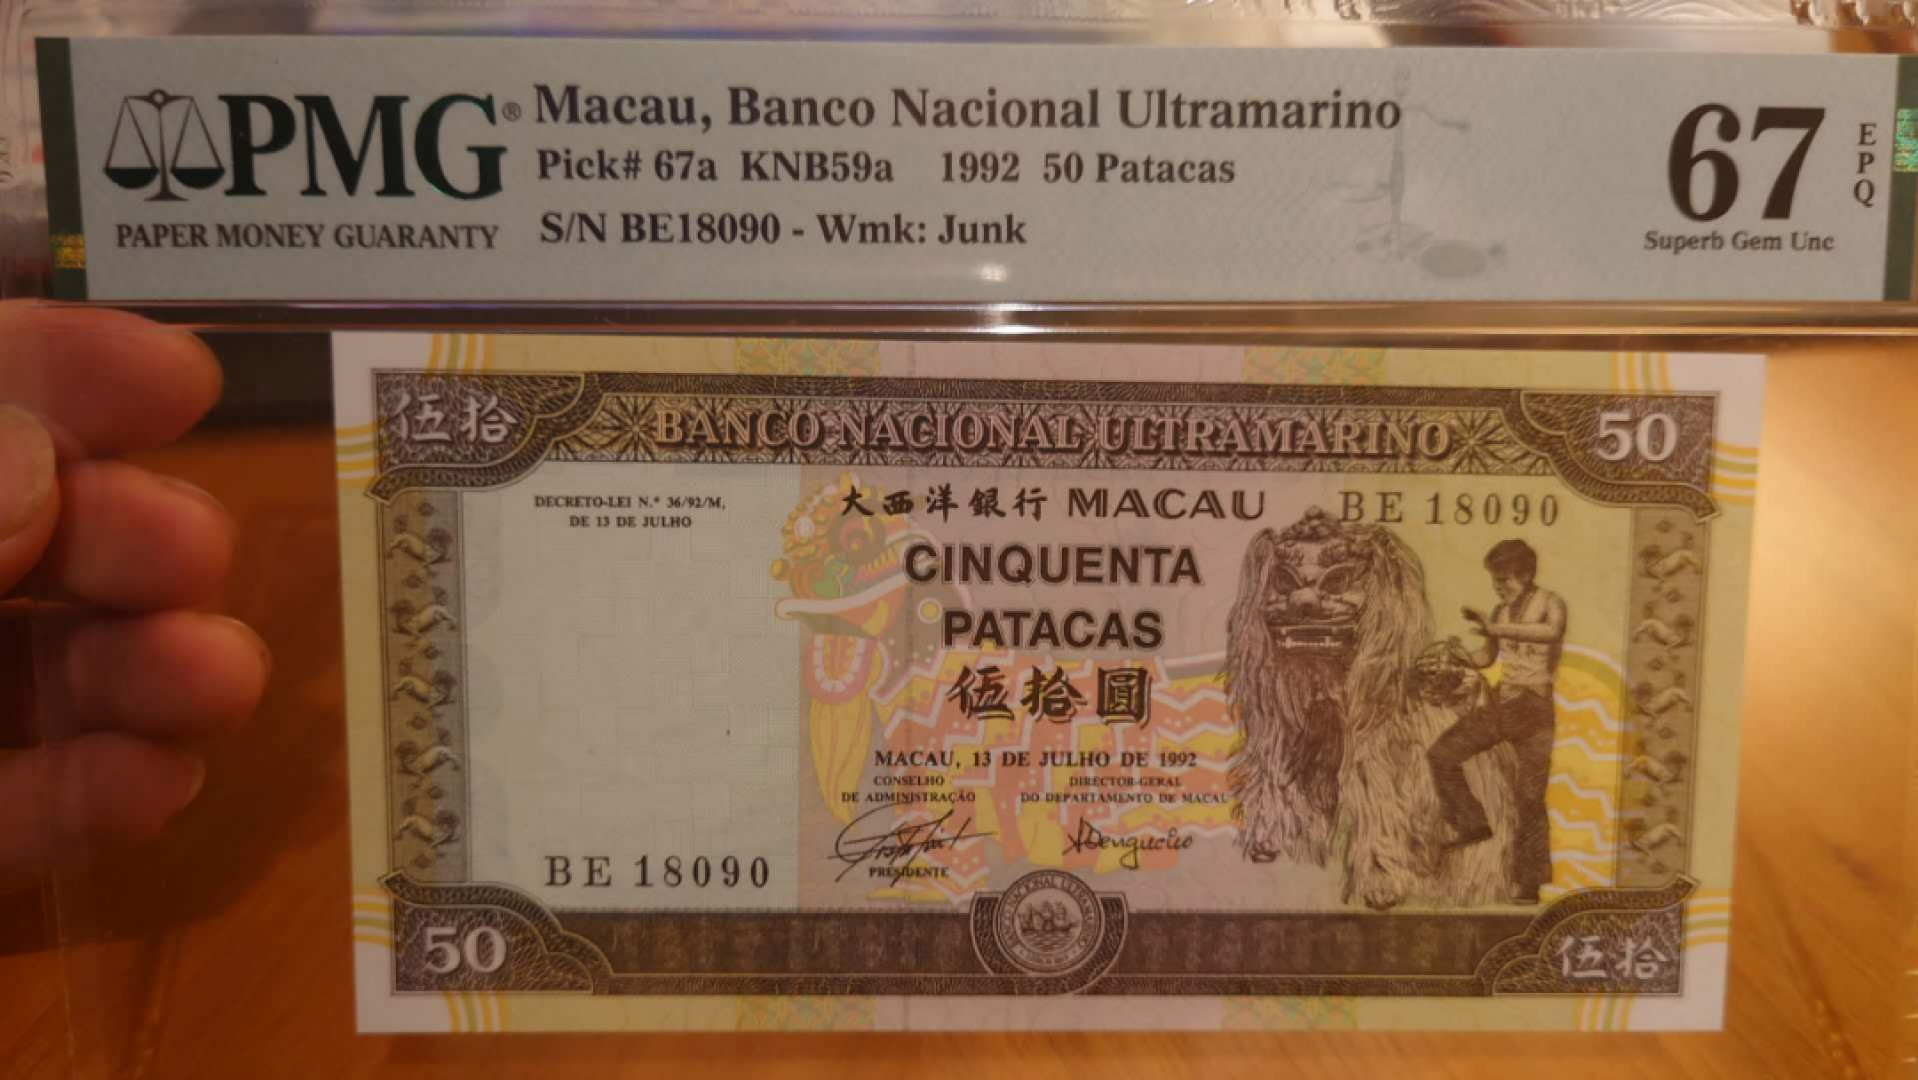 PMG®
PAPER MONEY GUARANTY
Macau, Banco Nacional Ultramarino
Pick# 67a KNB59a 1992 50 Patacas
S/N BE18090 - Wmk: Junk
67
EPQ
Superb Gem Unc
伍拾
BANCO NACIONAL ULTRAMARINO
50
DECRETO-LEI N.º 36/92/M,
DE 13 DE JULHO
大西洋銀行 MACAU
BE 18090
CINQUENTA
PATACAS
伍拾圓
MACAU, 13 DE JULHO DE 1992
CONSELHO
DE ADMINISTRAÇÃO
DIRECTOR-GERAL
DO DEPARTAMENTO DE MACAU
PRESIDENTE
BE 18090
50
伍拾